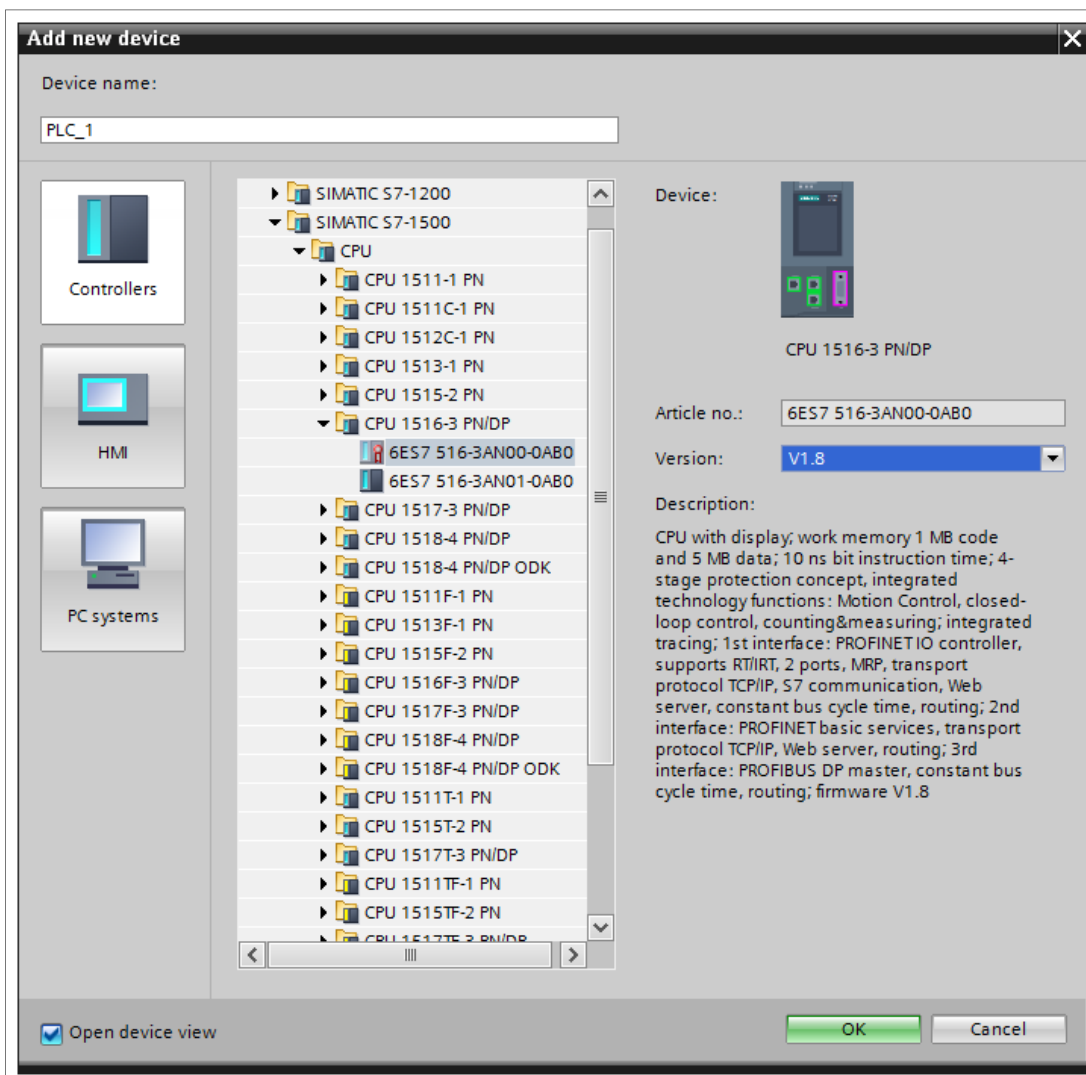 Add new device
Device name:
PLC_1
Controllers
HMI
PC systems
SIMATIC S7-1200
SIMATIC S7-1500
CPU
CPU 1511-1 PN
CPU 1511C-1 PN
CPU 1512C-1 PN
CPU 1513-1 PN
CPU 1515-2 PN
CPU 1516-3 PN/DP
6ES7 516-3AN00-0AB0
6ES7 516-3AN01-0AB0
CPU 1517-3 PN/DP
CPU 1518-4 PN/DP
CPU 1518-4 PN/DP ODK
CPU 1511F-1 PN
CPU 1513F-1 PN
CPU 1515F-2 PN
CPU 1516F-3 PN/DP
CPU 1517F-3 PN/DP
CPU 1518F-4 PN/DP
CPU 1518F-4 PN/DP ODK
CPU 1511T-1 PN
CPU 1515T-2 PN
CPU 1517T-3 PN/DP
CPU 1511TF-1 PN
CPU 1515TF-2 PN
CPU 1517TF-3 PN/DP
Device:
CPU 1516-3 PN/DP
Article no.: 6ES7 516-3AN00-0AB0
Version: V1.8
Description:
CPU with display; work memory 1 MB code
and 5 MB data; 10 ns bit instruction time; 4-
stage protection concept, integrated
technology functions: Motion Control, closed-
loop control, counting&measuring; integrated
tracing; 1st interface: PROFINET IO controller,
supports RT/IRT, 2 ports, MRP, transport
protocol TCP/IP, S7 communication, Web
server, constant bus cycle time, routing; 2nd
interface: PROFINET basic services, transport
protocol TCP/IP, Web server, routing; 3rd
interface: PROFIBUS DP master, constant bus
cycle time, routing; firmware V1.8
Open device view
OK
Cancel